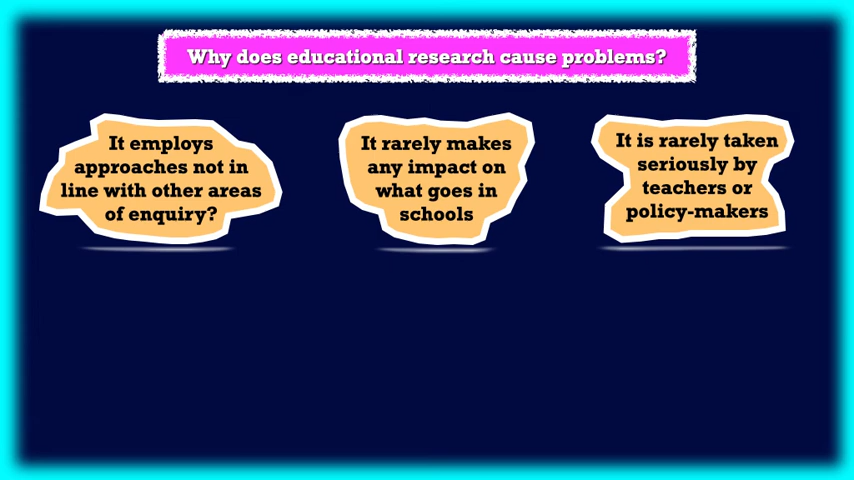 Why does educational research cause problems?
It employs
approaches not in
line with other areas
of enquiry?
It rarely makes
any impact on
what goes in
schools
It is rarely taken
seriously by
teachers or
policy-makers